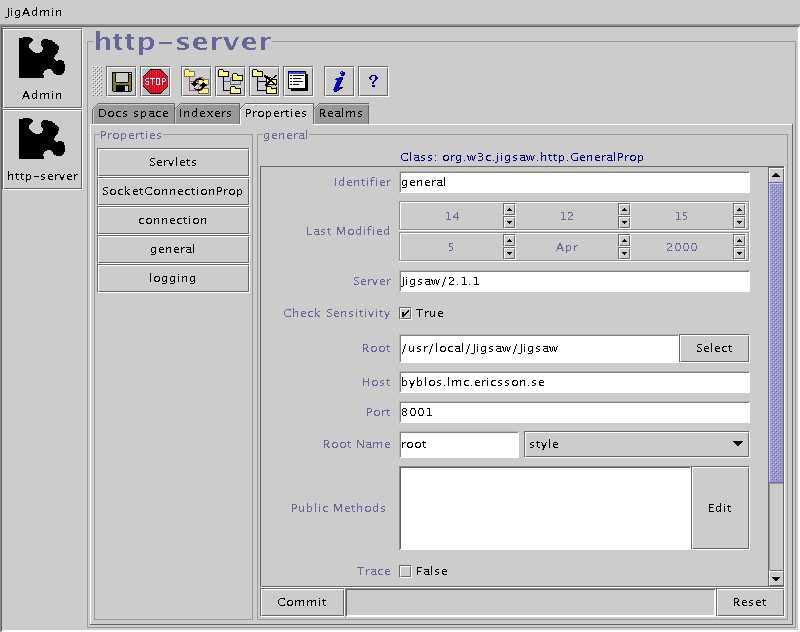 JigAdmin
Admin
http-server
http-server
STOP
i ?
Docs space Indexers Properties Realms
Properties
Servlets
SocketConnectionProp
connection
general
logging
general
Class: org.w3c.jigsaw.http.GeneralProp
Identifier general
Last Modified 14 12 15
5 Apr 2000
Server Jigsaw/2.1.1
Check Sensitivity True
Root /usr/local/Jigsaw/Jigsaw Select
Host byblos.lmc.ericsson.se
Port 8001
Root Name root style
Public Methods Edit
Trace False
Commit Reset